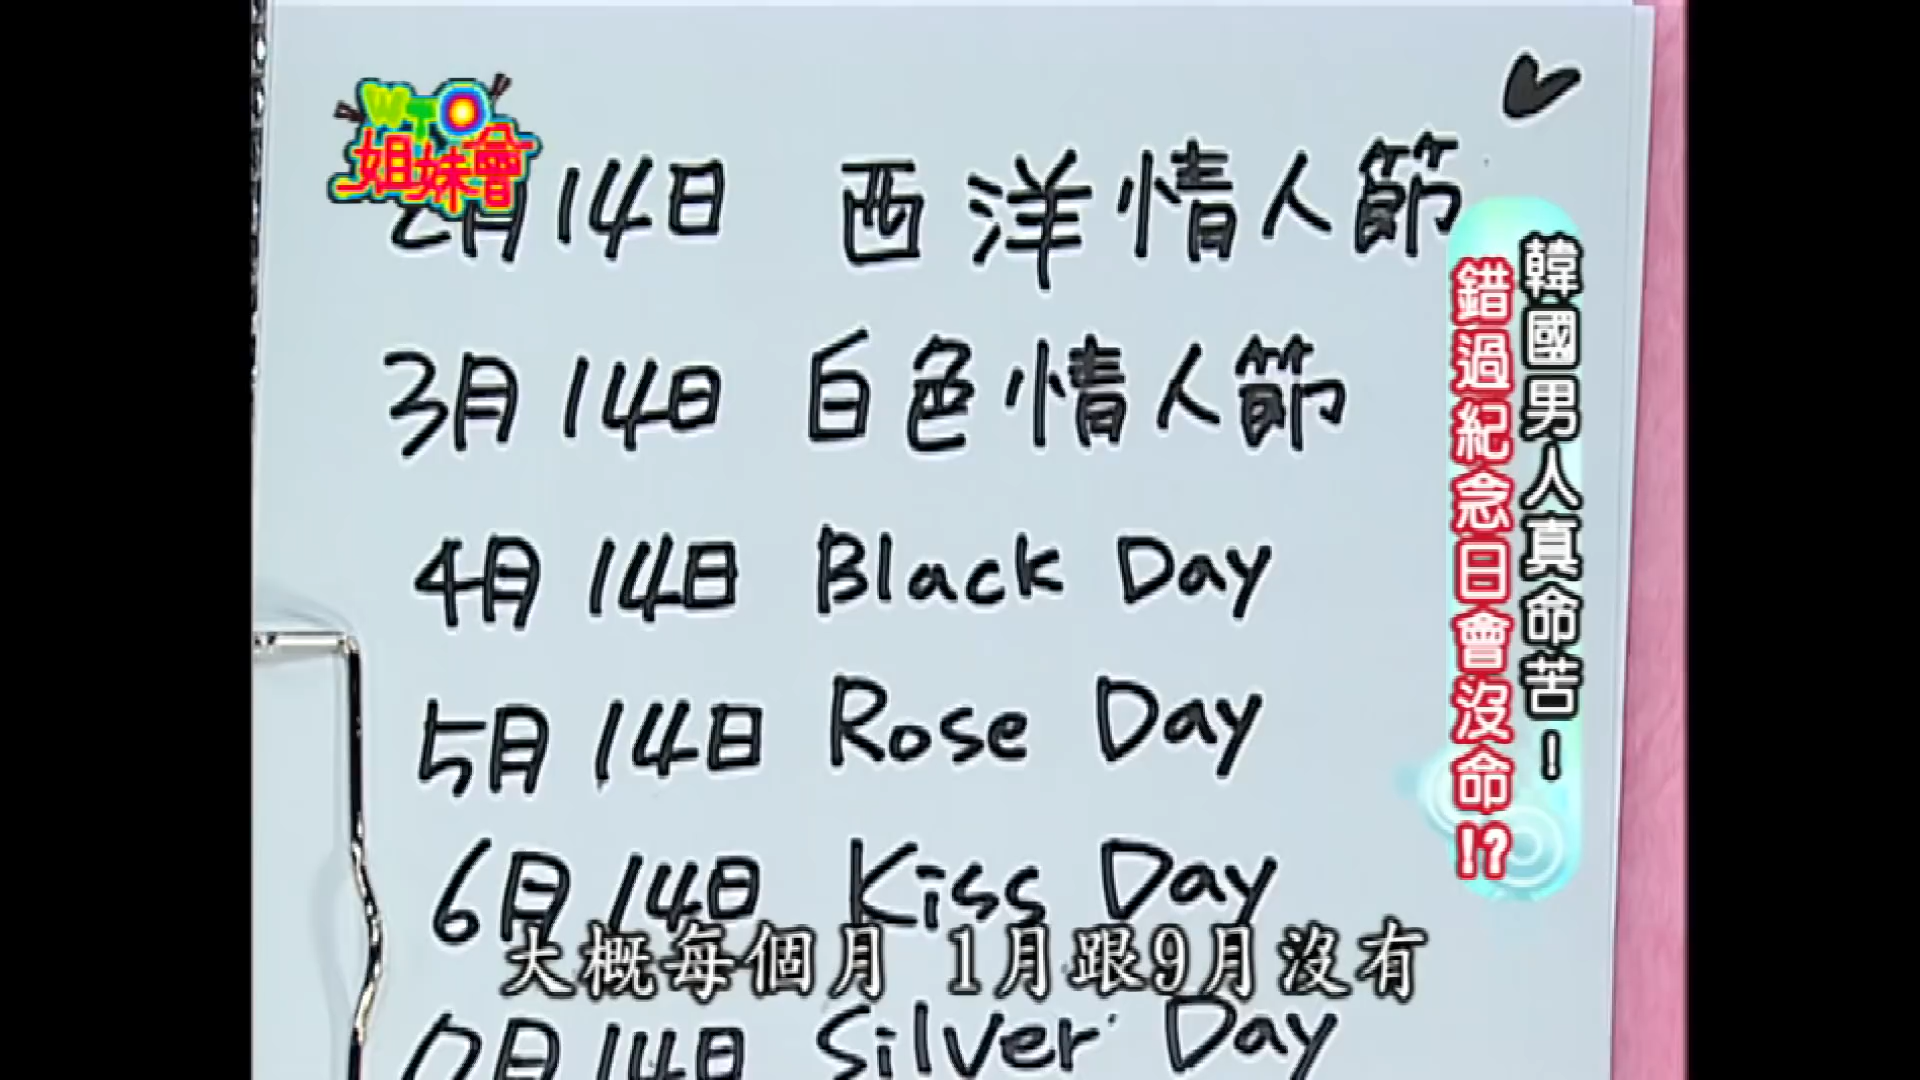 WTO
姐妹會
2月14日 西洋情人節
3月14日 白色情人節
4月14日 Black Day
5月14日 Rose Day
6月14日 Kiss Day
7月14日 Silver Day
韓國男人真命苦！
錯過紀念日會沒命!?
大概每個月 1月跟9月沒有